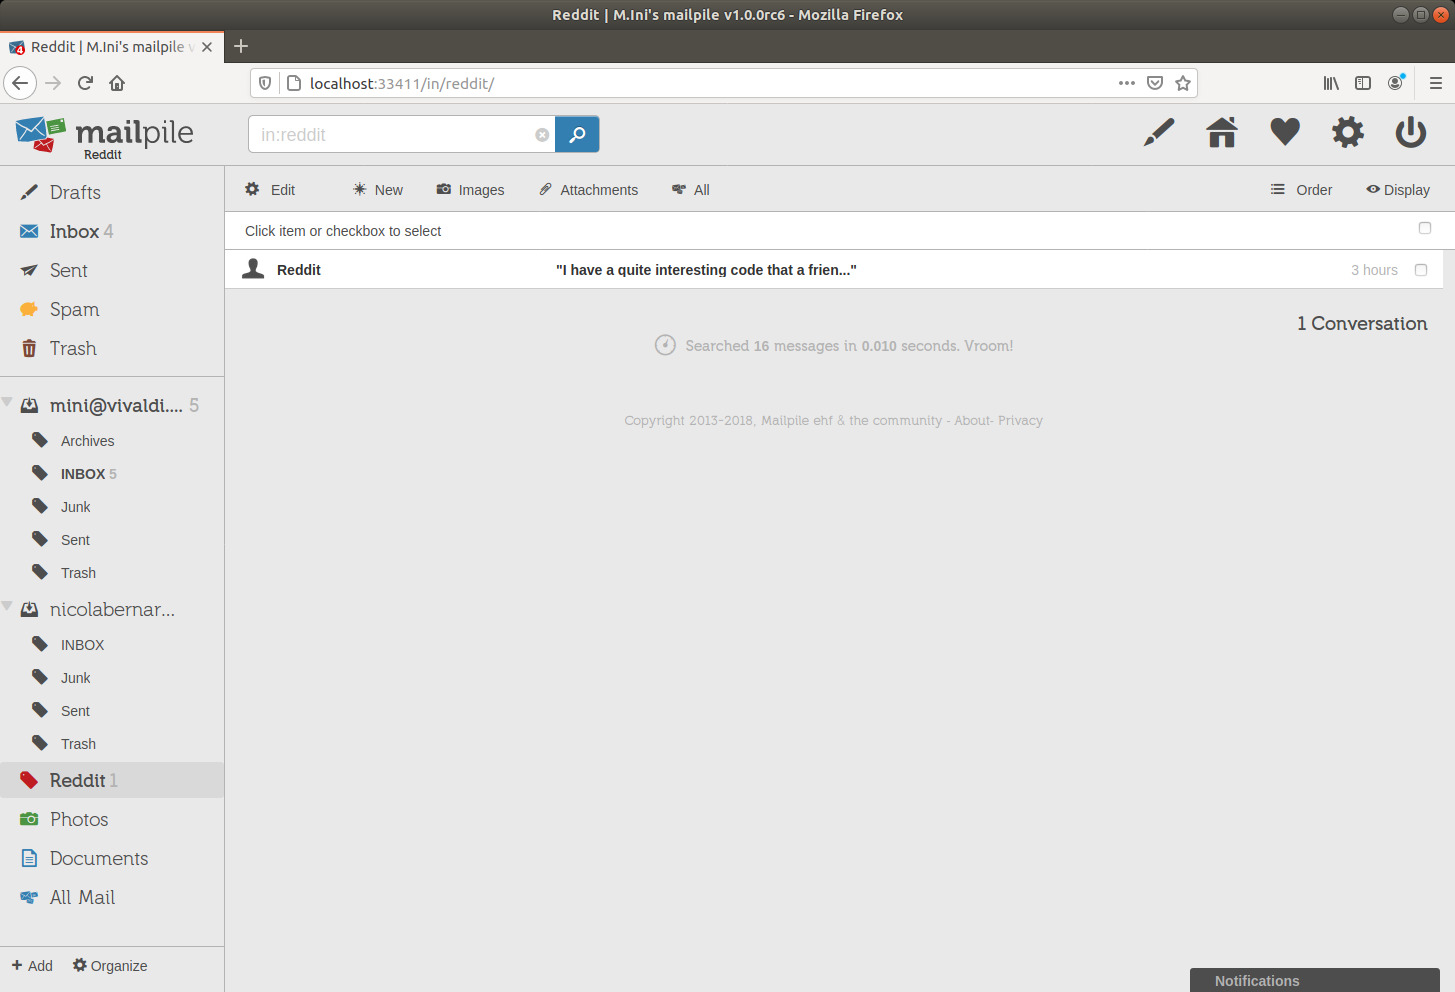 Reddit | M.Ini's mailpile v1.0.0rc6 - Mozilla Firefox
4 Reddit | M.Ini's mailpile v
localhost:33411/in/reddit/
mailpile
Reddit
in:reddit
Drafts
Inbox 4
Sent
Spam
Trash
mini@vivaldi.... 5
Archives
INBOX 5
Junk
Sent
Trash
nicolabernar...
INBOX
Junk
Sent
Trash
Reddit 1
Photos
Documents
All Mail
Add Organize
Edit New Images Attachments All Order Display
Click item or checkbox to select
Reddit "I have a quite interesting code that a frien..." 3 hours
1 Conversation
Searched 16 messages in 0.010 seconds. Vroom!
Copyright 2013-2018, Mailpile ehf & the community - About- Privacy
Notifications